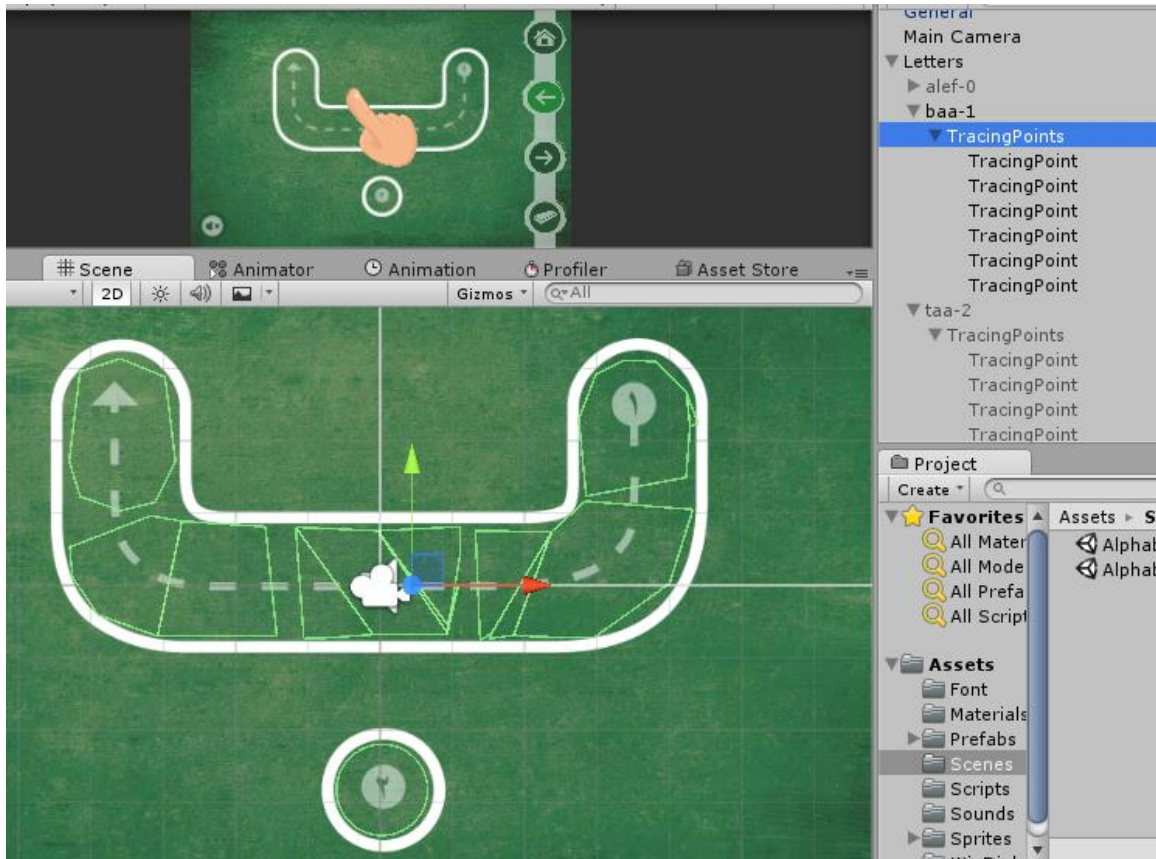 General
Main Camera
Letters
alef-0
baa-1
TracingPoints
TracingPoint
TracingPoint
TracingPoint
TracingPoint
TracingPoint
TracingPoint
taa-2
TracingPoints
TracingPoint
TracingPoint
TracingPoint
TracingPoint
Scene
Animator
Animation
Profiler
Asset Store
2D
Gizmos
All
١
٢
Project
Create
Favorites
All Mater
All Mode
All Prefa
All Script
Assets
Font
Materials
Prefabs
Scenes
Scripts
Sounds
Sprites
Assets ▸ S
Alphab
Alphab